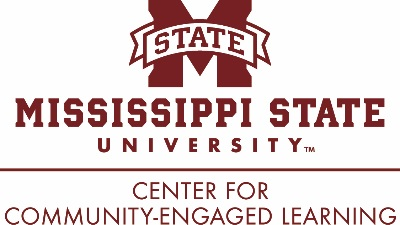 STATE
MISSISSIPPI STATE
UNIVERSITY™
CENTER FOR
COMMUNITY-ENGAGED LEARNING